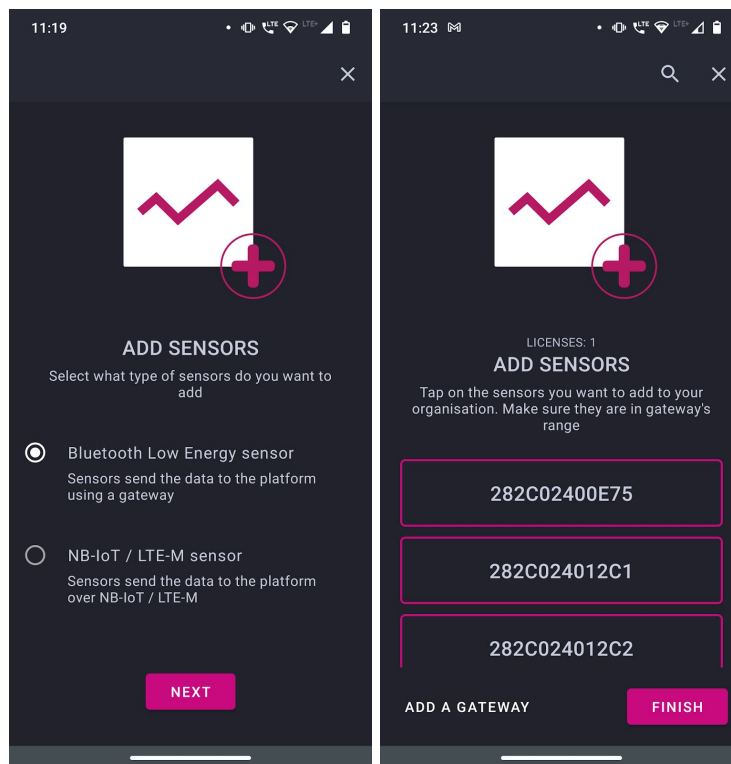 11:19
LTE LTE+
ADD SENSORS
Select what type of sensors do you want to
add
Bluetooth Low Energy sensor
Sensors send the data to the platform
using a gateway
NB-IoT / LTE-M sensor
Sensors send the data to the platform
over NB-IoT / LTE-M
NEXT
11:23
LTE LTE+
LICENSES: 1
ADD SENSORS
Tap on the sensors you want to add to your
organisation. Make sure they are in gateway's
range
282C02400E75
282C024012C1
282C024012C2
ADD A GATEWAY
FINISH